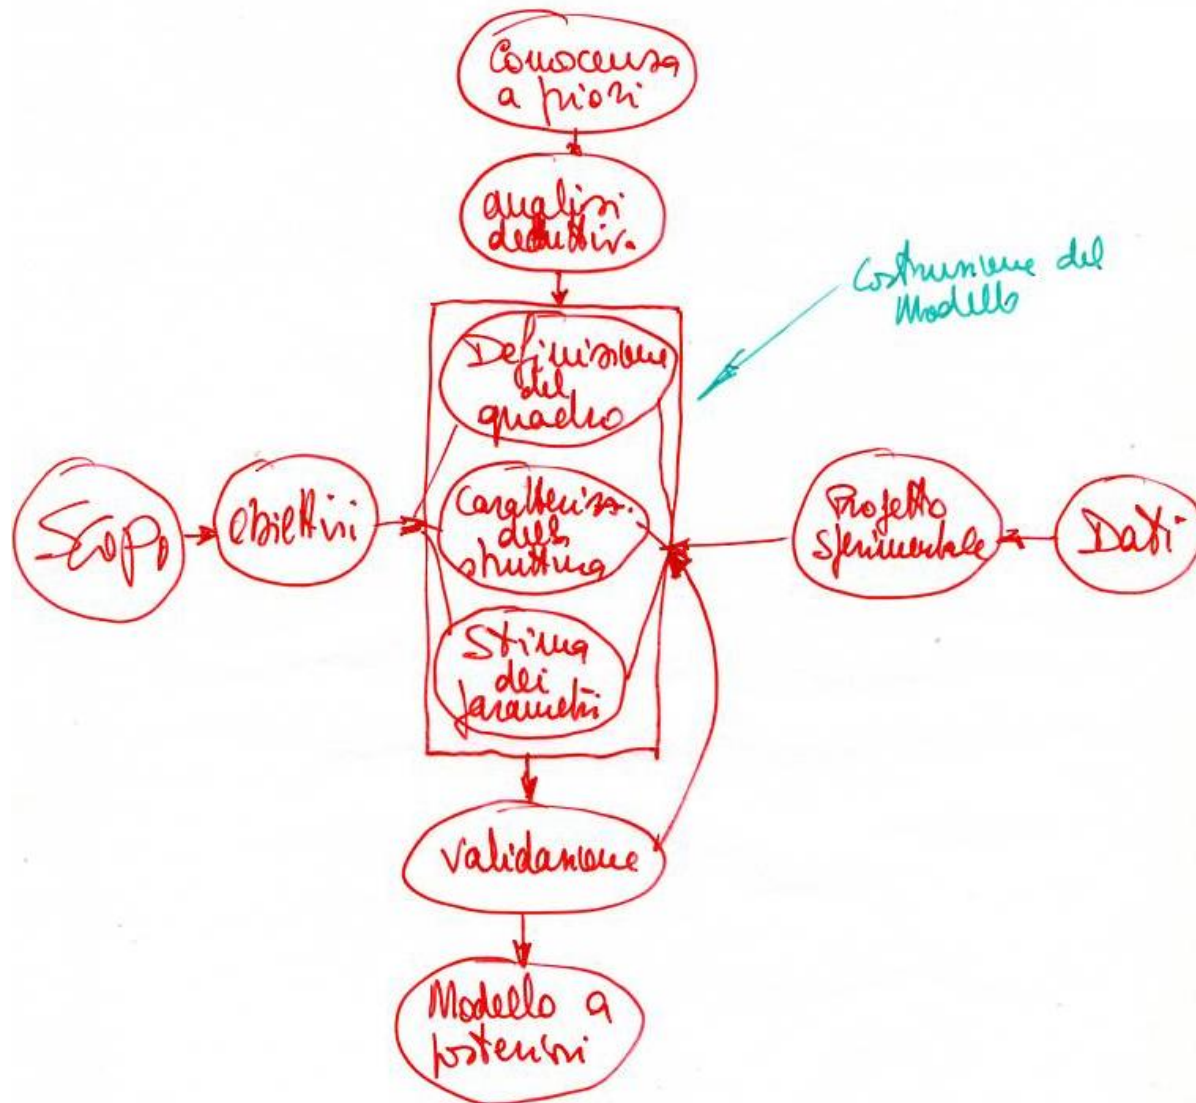 Conoscenza
a priori
analisi
deduttiv.
Costruzione del
Modello
Definizione
del
quadro
Scopo
obiettivi
Caratterizz.
della
struttura
Progetto
sperimentale
Dati
Stima
dei
parametri
Validazione
Modello a
posteriori